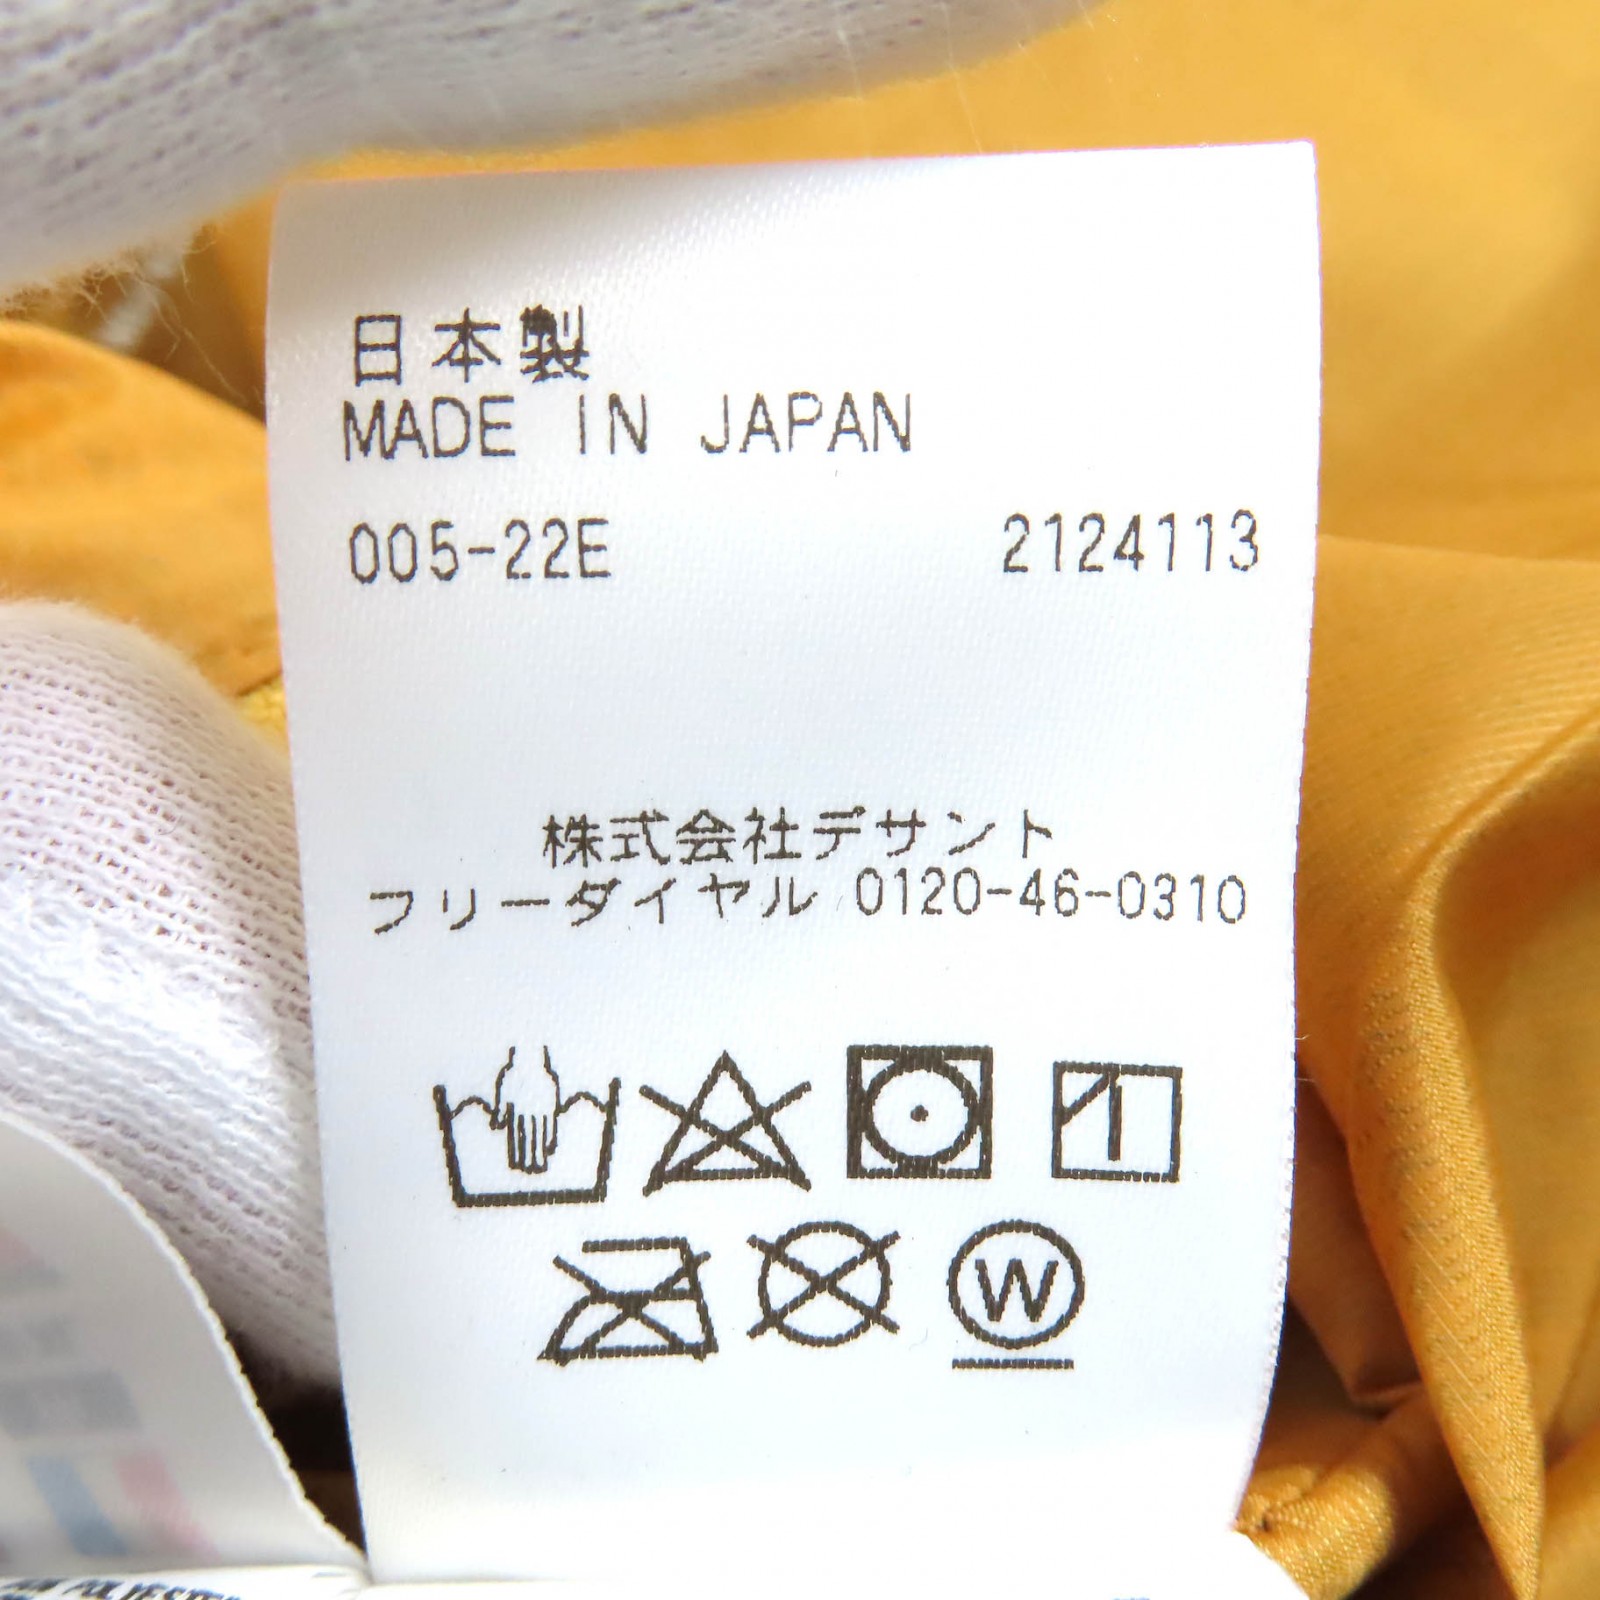 日本製
MADE IN JAPAN
005-22E 2124113
株式会社デサント
フリーダイヤル 0120-46-0310
W